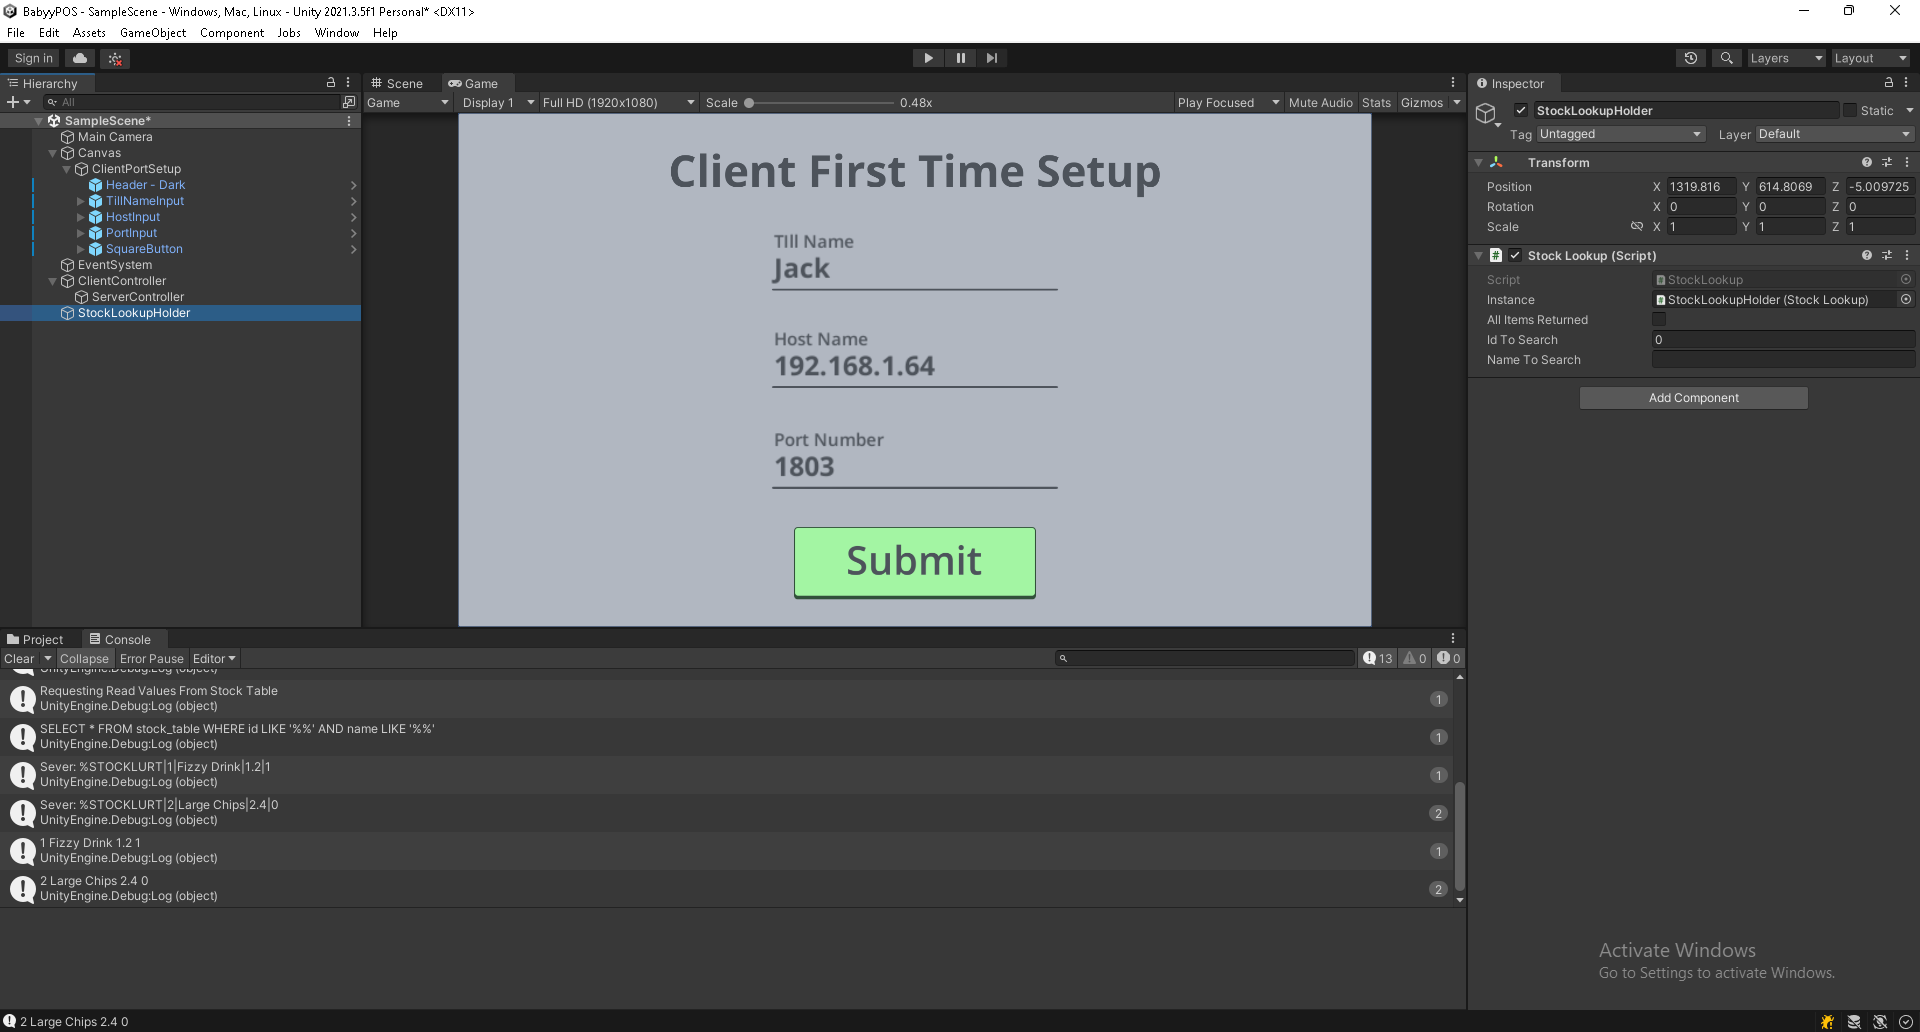 BabyyPOS - SampleScene - Windows, Mac, Linux - Unity 2021.3.5f1 Personal* <DX11>
File Edit Assets GameObject Component Jobs Window Help
Sign in
Layers Layout
Hierarchy
All
SampleScene*
Main Camera
Canvas
ClientPortSetup
Header - Dark
TillNameInput
HostInput
PortInput
SquareButton
EventSystem
ClientController
ServerController
StockLookupHolder
Scene Game
Game Display 1 Full HD (1920x1080) Scale 0.48x Play Focused Mute Audio Stats Gizmos
Client First Time Setup
TIll Name
Jack
Host Name
192.168.1.64
Port Number
1803
Submit
Inspector
StockLookupHolder Static
Tag Untagged Layer Default
Transform
Position X 1319.816 Y 614.8069 Z -5.009725
Rotation X 0 Y 0 Z 0
Scale X 1 Y 1 Z 1
# Stock Lookup (Script)
Script StockLookup
Instance StockLookupHolder (Stock Lookup)
All Items Returned
Id To Search 0
Name To Search
Add Component
Project Console
Clear Collapse Error Pause Editor 13 0 0
UnityEngine.Debug:Log (object)
Requesting Read Values From Stock Table
UnityEngine.Debug:Log (object) 1
SELECT * FROM stock_table WHERE id LIKE '%%' AND name LIKE '%%'
UnityEngine.Debug:Log (object) 1
Sever: %STOCKLURT|1|Fizzy Drink|1.2|1
UnityEngine.Debug:Log (object) 1
Sever: %STOCKLURT|2|Large Chips|2.4|0
UnityEngine.Debug:Log (object) 2
1 Fizzy Drink 1.2 1
UnityEngine.Debug:Log (object) 1
2 Large Chips 2.4 0
UnityEngine.Debug:Log (object) 2
Activate Windows
Go to Settings to activate Windows.
2 Large Chips 2.4 0